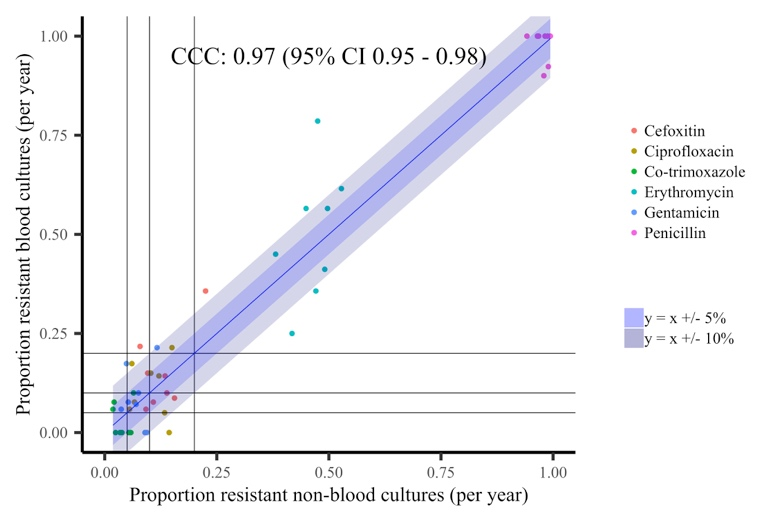 CCC: 0.97 (95% CI 0.95 - 0.98)
Proportion resistant blood cultures (per year)
1.00
0.75
0.50
0.25
0.00
0.00 0.25 0.50 0.75 1.00
Proportion resistant non-blood cultures (per year)
Cefoxitin
Ciprofloxacin
Co-trimoxazole
Erythromycin
Gentamicin
Penicillin
y = x +/- 5%
y = x +/- 10%